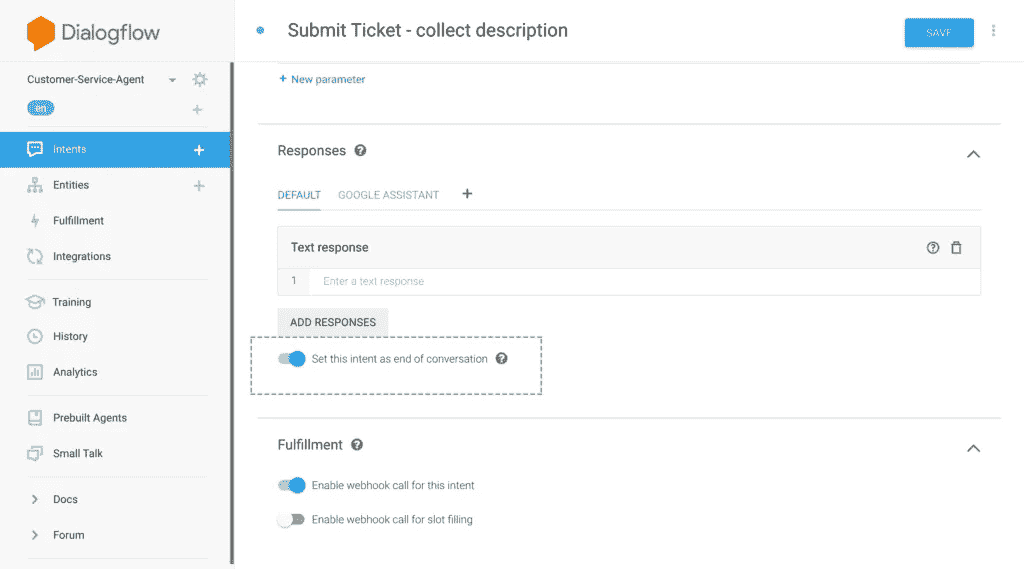 Dialogflow
Submit Ticket - collect description
SAVE
Customer-Service-Agent
en
Intents
Entities
Fulfillment
Integrations
Training
History
Analytics
Prebuilt Agents
Small Talk
Docs
Forum
+ New parameter
Responses
DEFAULT
GOOGLE ASSISTANT
Text response
1 Enter a text response
ADD RESPONSES
Set this intent as end of conversation
Fulfillment
Enable webhook call for this intent
Enable webhook call for slot filling